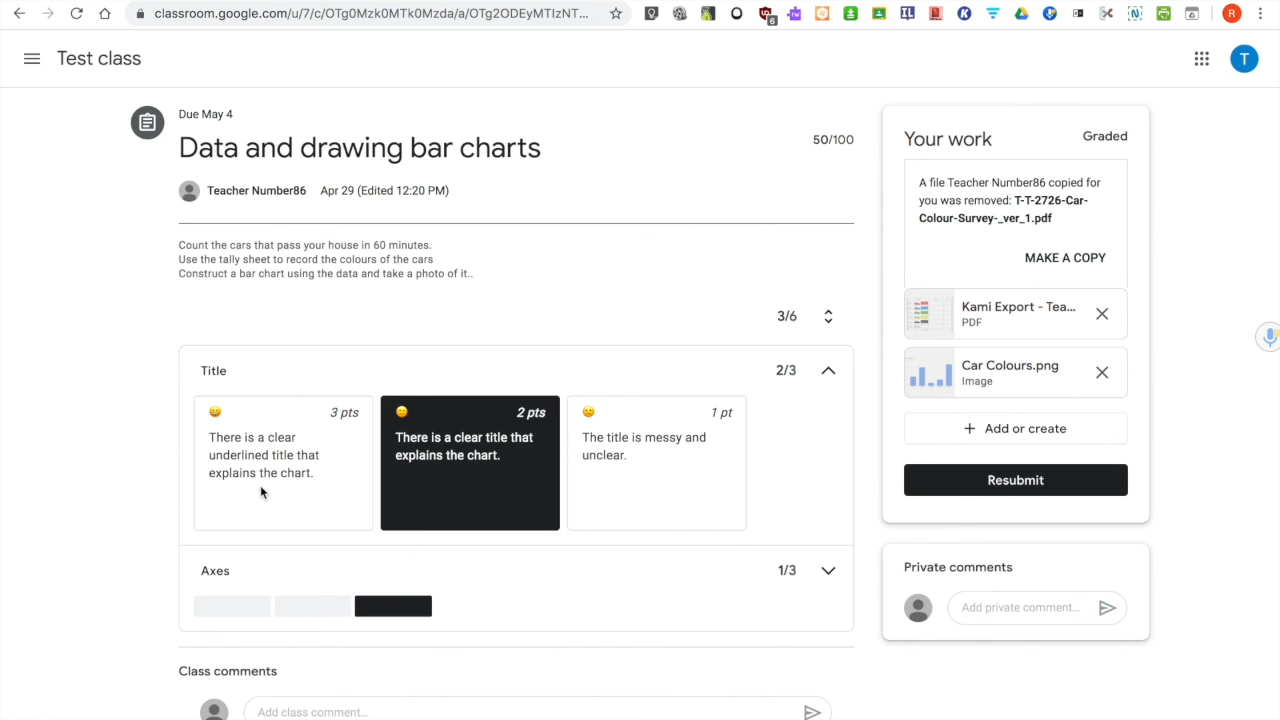 classroom.google.com/u/7/c/OTg0Mzk0MTk0Mzda/a/OTg2ODEyMTIzNT...
6
IL
K
N
R
Test class
T
Due May 4
Data and drawing bar charts
50/100
Teacher Number86 Apr 29 (Edited 12:20 PM)
Count the cars that pass your house in 60 minutes.
Use the tally sheet to record the colours of the cars
Construct a bar chart using the data and take a photo of it..
3/6
Title 2/3
3 pts
There is a clear
underlined title that
explains the chart.
2 pts
There is a clear title that
explains the chart.
1 pt
The title is messy and
unclear.
Axes 1/3
Class comments
Add class comment...
Your work Graded
A file Teacher Number86 copied for
you was removed: T-T-2726-Car-
Colour-Survey-_ver_1.pdf
MAKE A COPY
Kami Export - Tea...
PDF
Car Colours.png
Image
Add or create
Resubmit
Private comments
Add private comment...